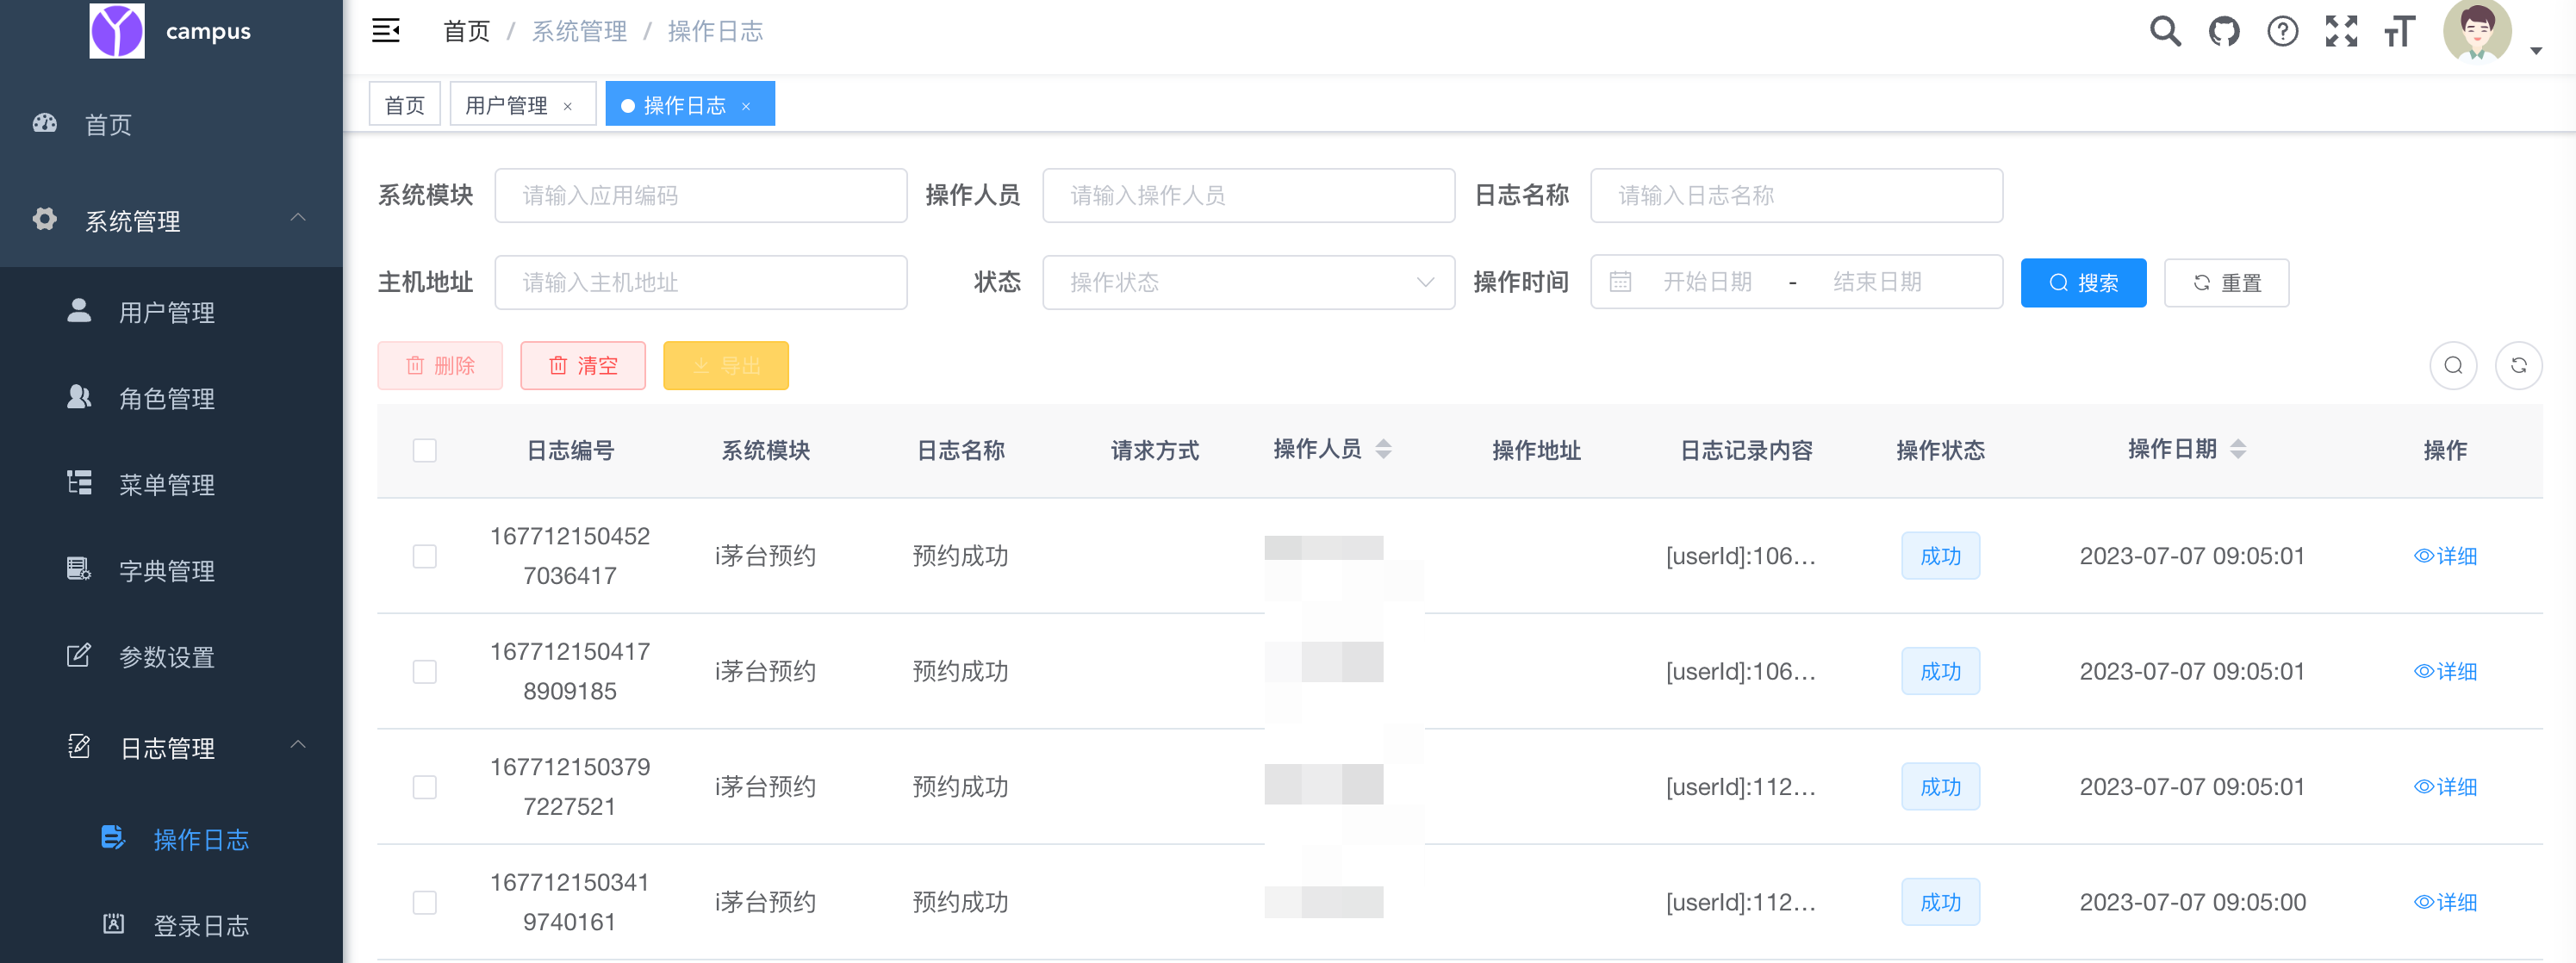 campus
首页 / 系统管理 / 操作日志
首页
用户管理 ×
操作日志 ×
首页
系统管理
用户管理
角色管理
菜单管理
字典管理
参数设置
日志管理
操作日志
登录日志
系统模块 请输入应用编码 操作人员 请输入操作人员 日志名称 请输入日志名称
主机地址 请输入主机地址 状态 操作状态 操作时间 开始日期 - 结束日期 搜索 重置
删除 清空 导出
日志编号 系统模块 日志名称 请求方式 操作人员 操作地址 日志记录内容 操作状态 操作日期 操作
167712150452
7036417
i茅台预约 预约成功 [userId]:106... 成功 2023-07-07 09:05:01 详细
167712150417
8909185
i茅台预约 预约成功 [userId]:106... 成功 2023-07-07 09:05:01 详细
167712150379
7227521
i茅台预约 预约成功 [userId]:112... 成功 2023-07-07 09:05:01 详细
167712150341
9740161
i茅台预约 预约成功 [userId]:112... 成功 2023-07-07 09:05:00 详细